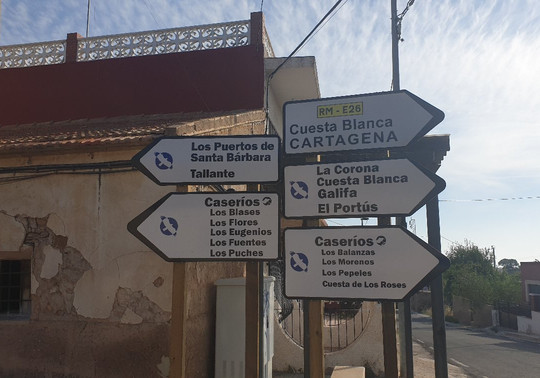 Los Puertos de
Santa Bárbara
Tallante
Caseríos
Los Blases
Los Flores
Los Eugenios
Los Fuentes
Los Puches
RM - E26
Cuesta Blanca
CARTAGENA
La Corona
Cuesta Blanca
Galifa
El Portús
Caseríos
Los Balanzas
Los Morenos
Los Pepeles
Cuesta de Los Roses